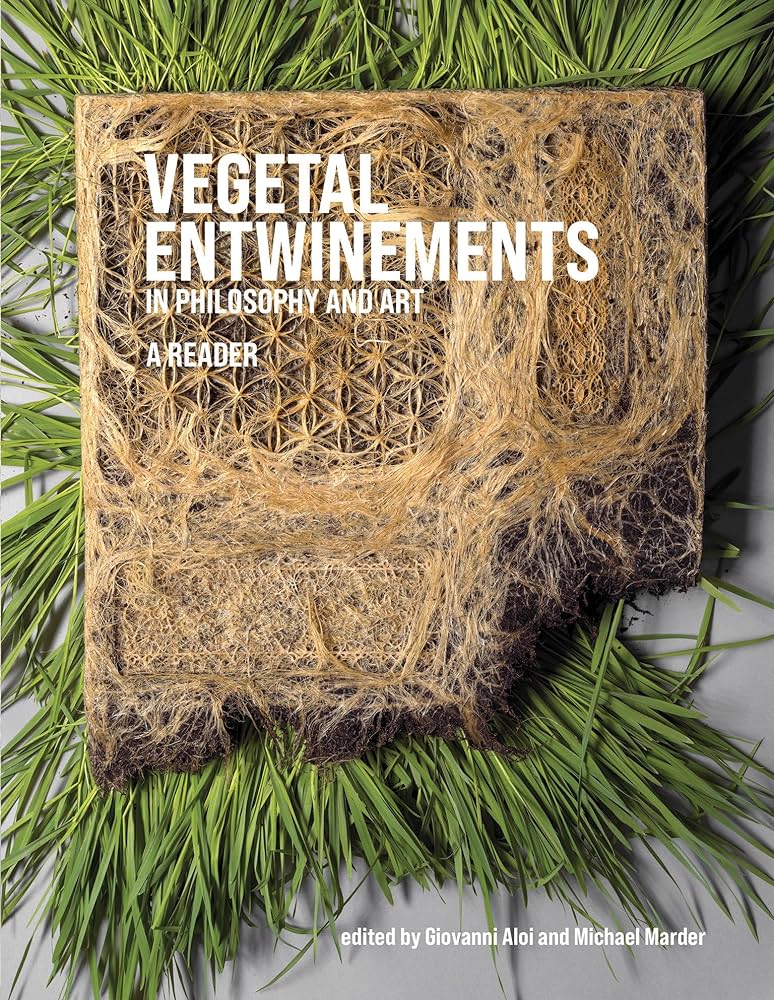 VEGETAL
ENTWINEMENTS
IN PHILOSOPHY AND ART
A READER
edited by Giovanni Aloi and Michael Marder